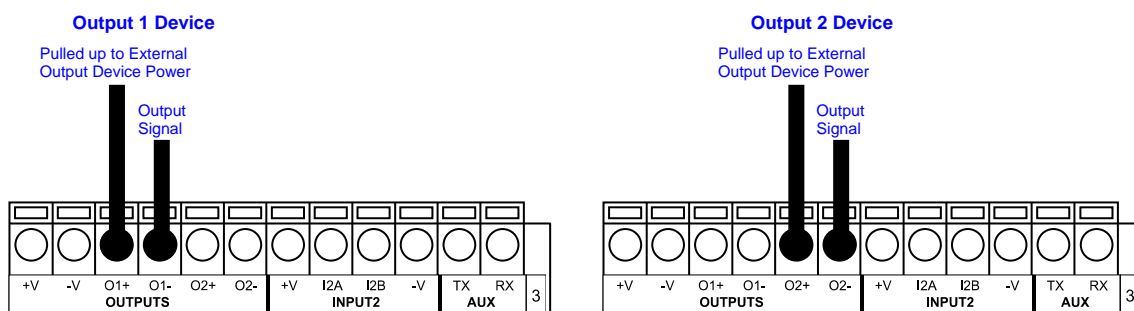 Output 1 Device
Pulled up to External
Output Device Power
Output
Signal
+V -V O1+ O1- O2+ O2- +V I2A I2B -V TX RX
OUTPUTS INPUT2 AUX
3
Output 2 Device
Pulled up to External
Output Device Power
Output
Signal
+V -V O1+ O1- O2+ O2- +V I2A I2B -V TX RX
OUTPUTS INPUT2 AUX
3